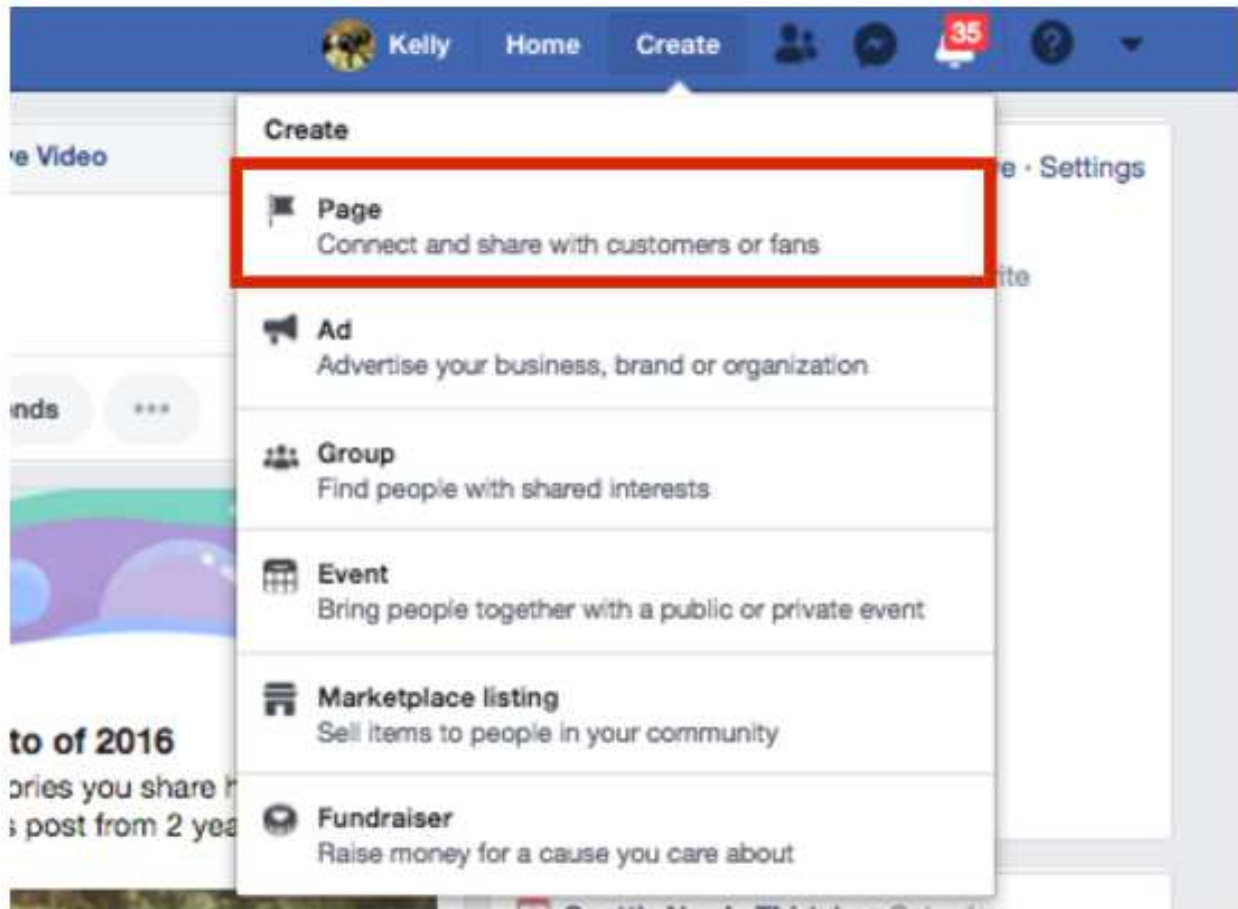 Kelly Home Create 35
Create
e Video
e · Settings
Page
Connect and share with customers or fans
ite
Ad
Advertise your business, brand or organization
nds
Group
Find people with shared interests
Event
Bring people together with a public or private event
Marketplace listing
Sell items to people in your community
to of 2016
ories you share h
s post from 2 yea
Fundraiser
Raise money for a cause you care about